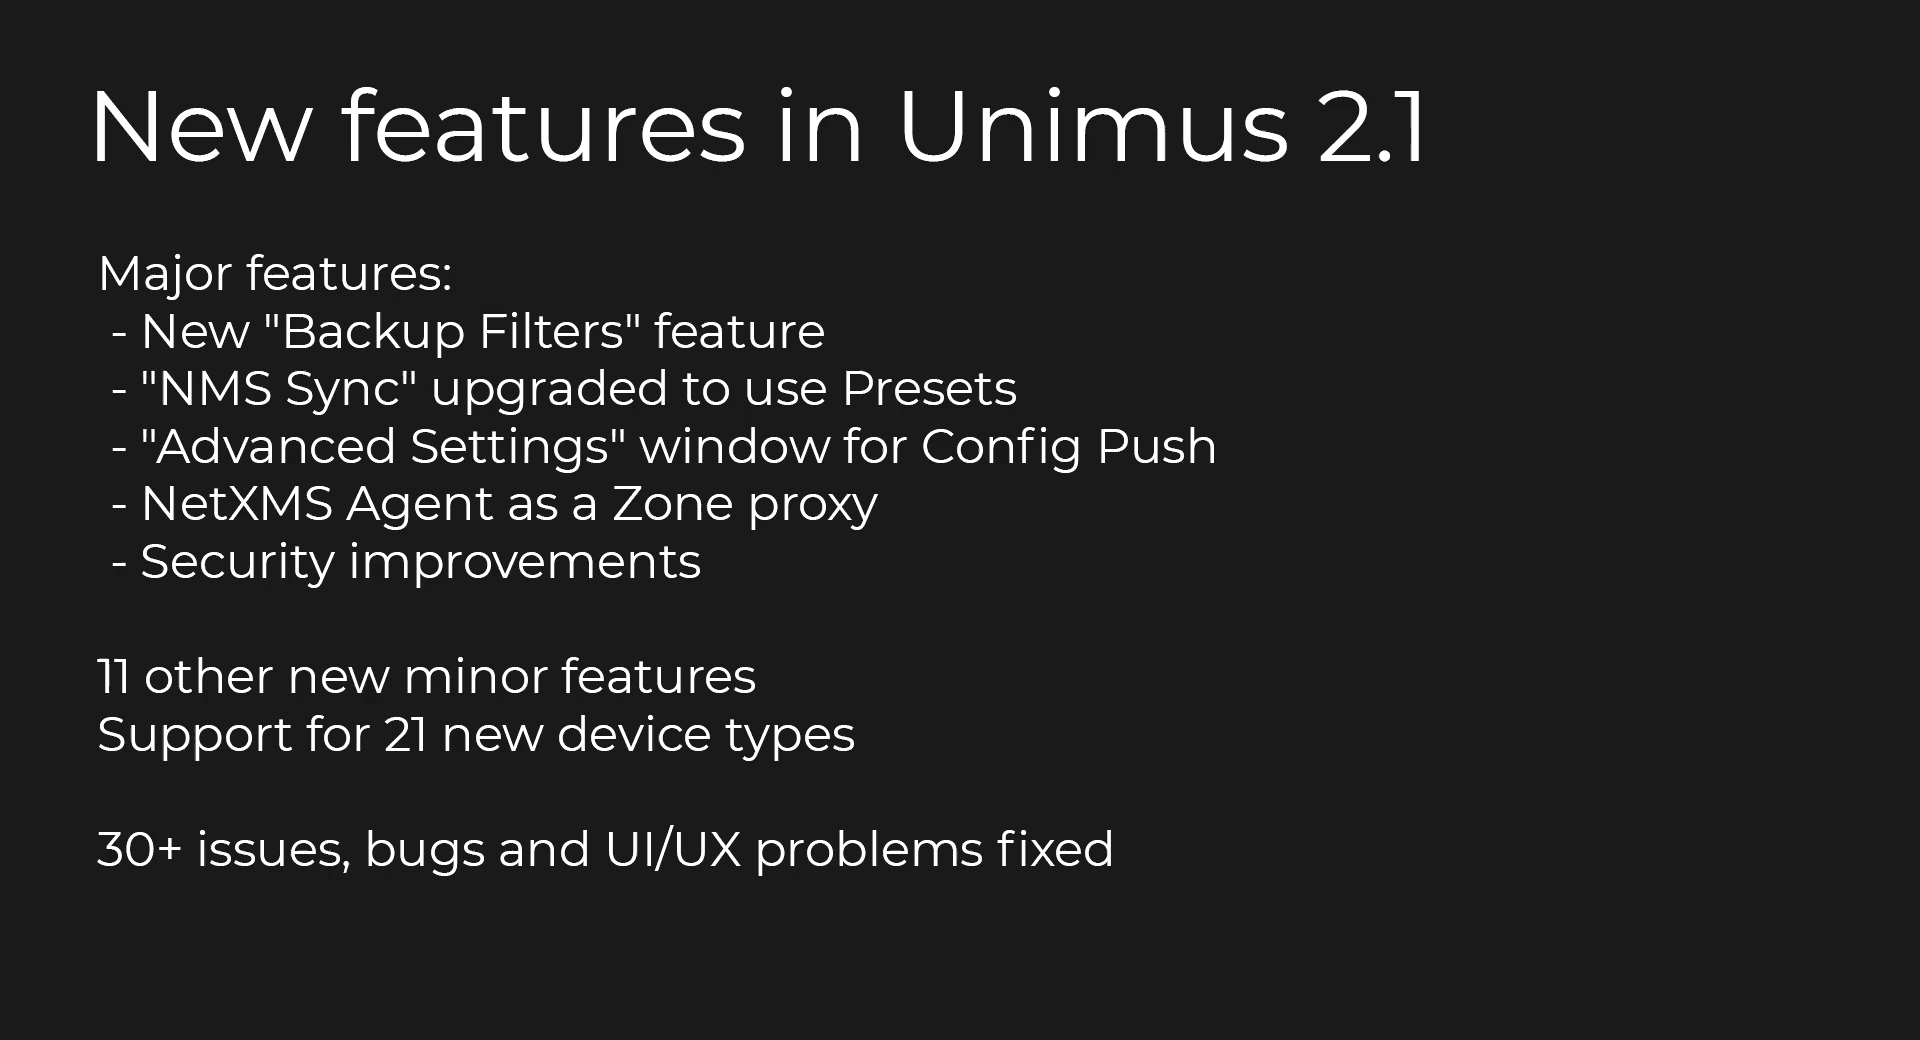 New features in Unimus 2.1
Major features:
- New "Backup Filters" feature
- "NMS Sync" upgraded to use Presets
- "Advanced Settings" window for Config Push
- NetXMS Agent as a Zone proxy
- Security improvements
11 other new minor features
Support for 21 new device types
30+ issues, bugs and UI/UX problems fixed